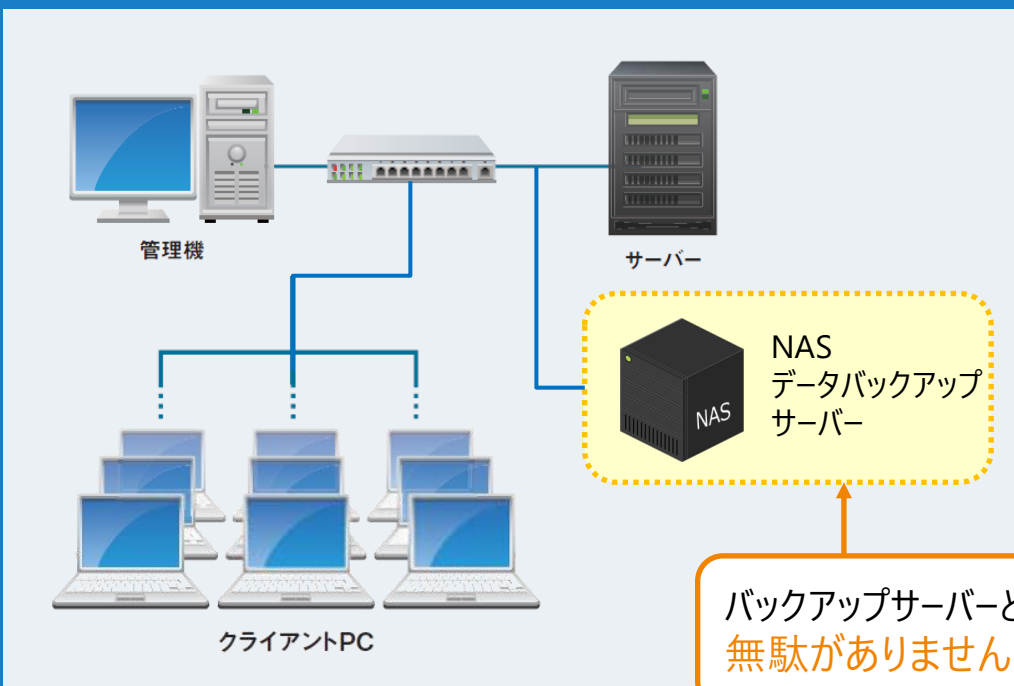 管理機
サーバー
NAS
データバックアップ
サーバー
NAS
クライアントPC
バックアップサーバーと
無駄がありません